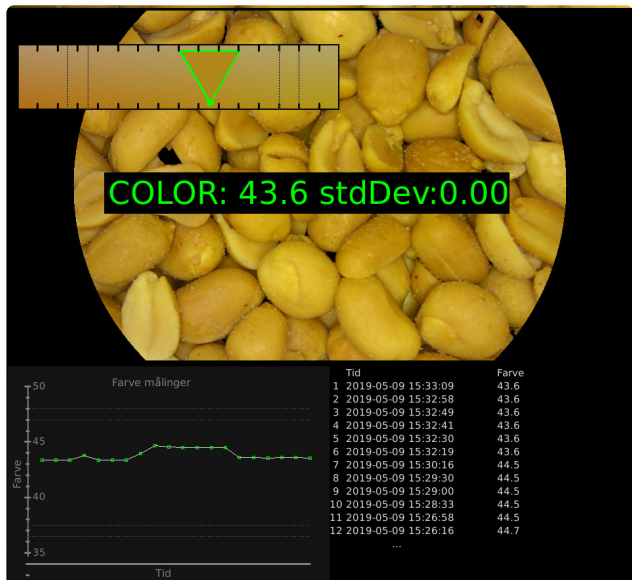 COLOR: 43.6 stdDev:0.00
Farve målinger
50
45
40
35
-
Farve
Tid
Tid Farve
1 2019-05-09 15:33:09 43.6
2 2019-05-09 15:32:58 43.6
3 2019-05-09 15:32:49 43.6
4 2019-05-09 15:32:41 43.6
5 2019-05-09 15:32:30 43.6
6 2019-05-09 15:32:19 43.6
7 2019-05-09 15:30:16 44.5
8 2019-05-09 15:29:30 44.5
9 2019-05-09 15:29:00 44.5
10 2019-05-09 15:28:33 44.5
11 2019-05-09 15:26:58 44.5
12 2019-05-09 15:26:16 44.7
...